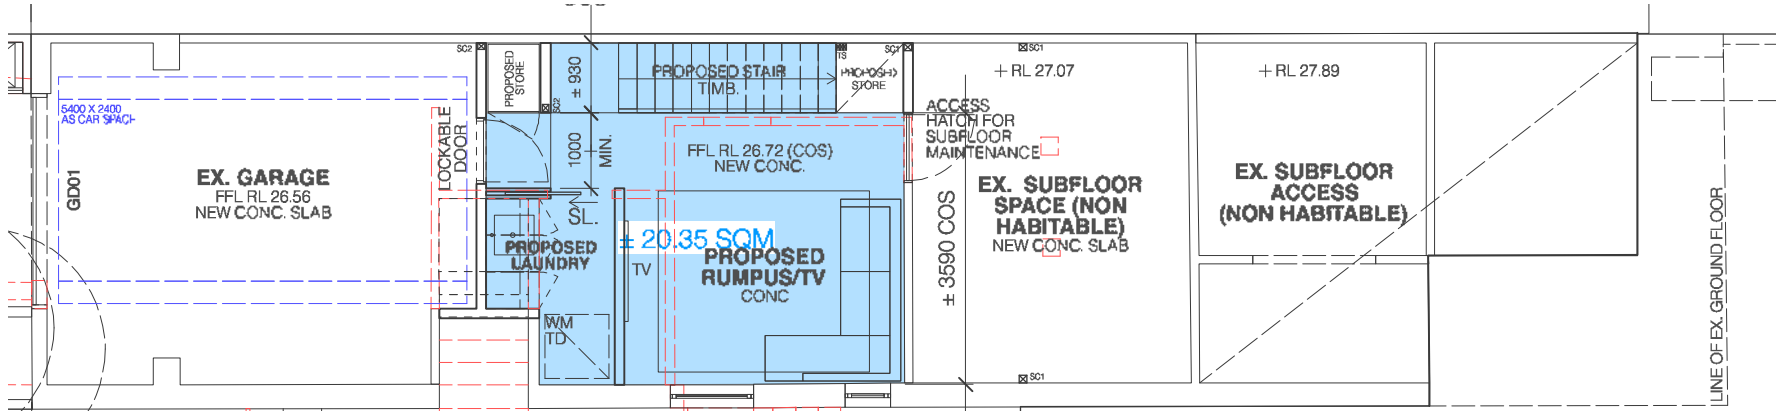 5400 X 2400
AS CAR SPACE
GD01
EX. GARAGE
FFL RL 26.56
NEW CONC. SLAB
LOCKABLE
DOOR
SC2
PROPOSED
STORE
SC2
± 930
1000
MIN.
PROPOSED STAIR
TIMB.
TS
SC1
PROPOSED
STORE
FFL RL 26.72 (COS)
NEW CONC.
SL.
PROPOSED
LAUNDRY
WM
TD
± 20.35 SQM
TV
PROPOSED
RUMPUS/TV
CONC
ACCESS
HATCH FOR
SUBFLOOR
MAINTENANCE
± 3590 COS
SC1
+ RL 27.07
EX. SUBFLOOR
SPACE (NON
HABITABLE)
NEW CONC. SLAB
SC1
+ RL 27.89
EX. SUBFLOOR
ACCESS
(NON HABITABLE)
LINE OF EX. GROUND FLOOR